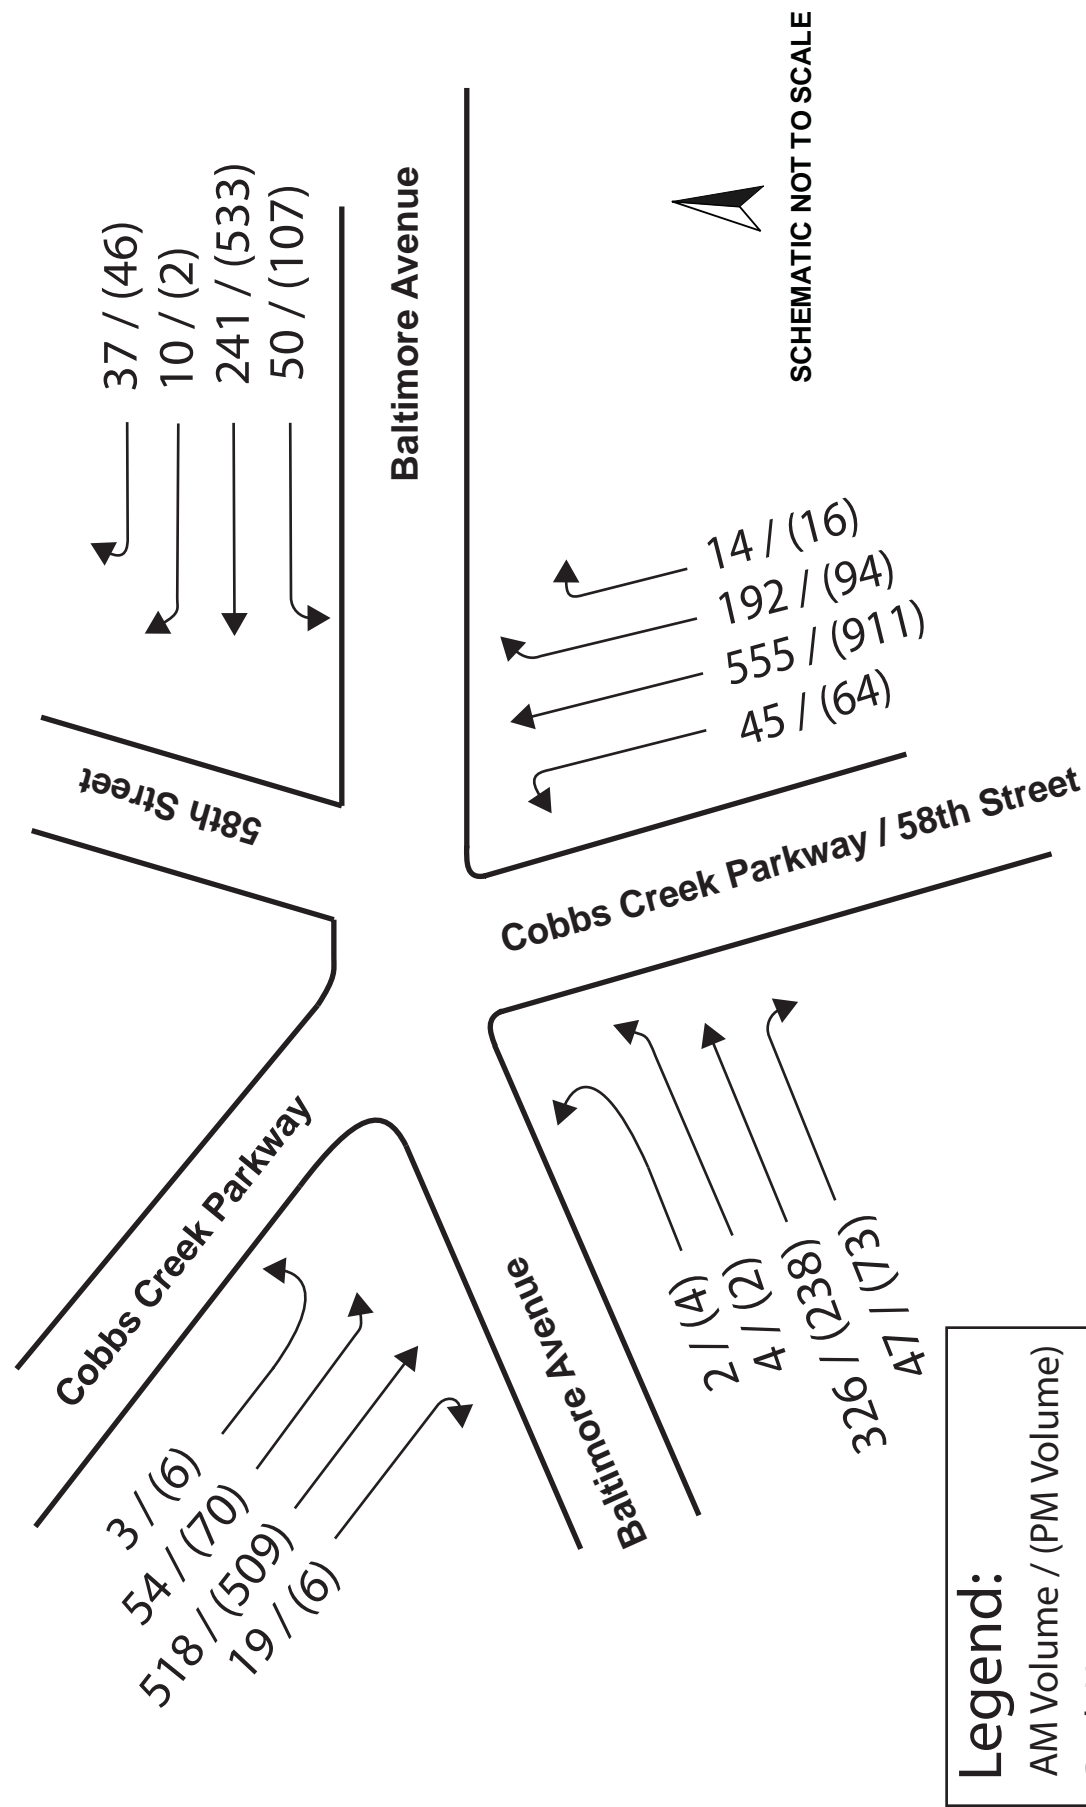 37 / (46)
10 / (2)
241 / (533)
50 / (107)
Baltimore Avenue
58th Street
SCHEMATIC NOT TO SCALE
14 / (16)
192 / (94)
555 / (911)
45 / (64)
Cobbs Creek Parkway / 58th Street
Cobbs Creek Parkway
3 / (6)
54 / (70)
518 / (509)
19 / (6)
Baltimore Avenue
2 / (4)
4 / (2)
326 / (238)
47 / (73)
Legend:
AM Volume / (PM Volume)